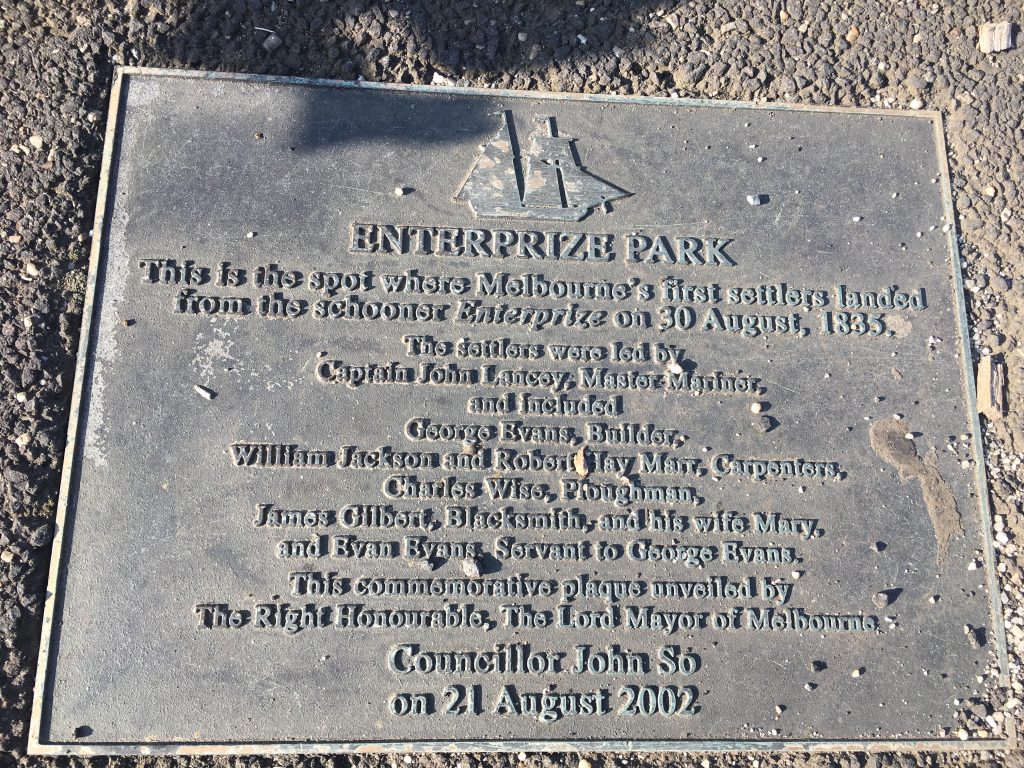 ENTERPRIZE PARK
This is the spot where Melbourne's first settlers landed
from the schooner Enterprize on 30 August, 1835.
The settlers were led by
Captain John Lancey, Master Mariner,
and included
George Evans, Builder,
William Jackson and Robert Hay Marr, Carpenters,
Charles Wise, Ploughman,
James Gilbert, Blacksmith, and his wife Mary,
and Evan Evans, Servant to George Evans.
This commemorative plaque unveiled by
The Right Honourable, The Lord Mayor of Melbourne
Councillor John So
on 21 August 2002